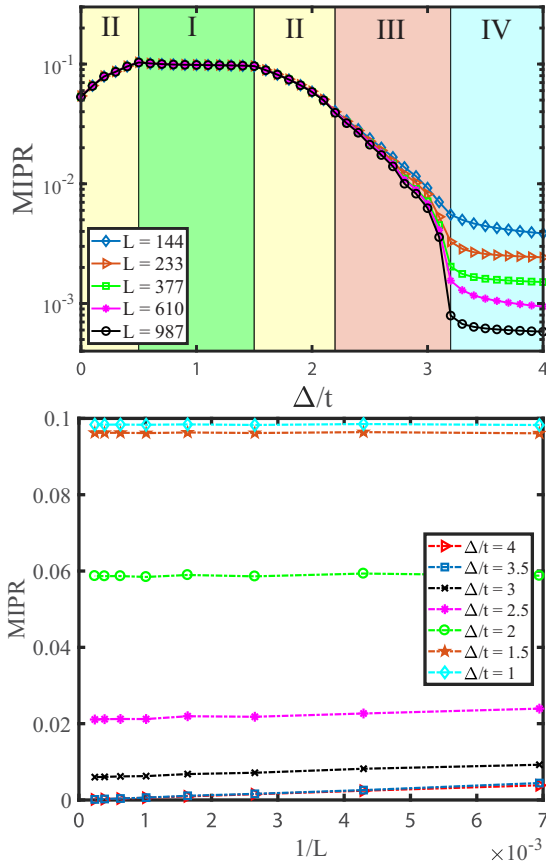 II I II III IV
10⁻¹
10⁻²
10⁻³
MIPR
L = 144
L = 233
L = 377
L = 610
L = 987
0 1 2 3 4
Δ/t
0.1
0.08
0.06
0.04
0.02
0
MIPR
Δ/t = 4
Δ/t = 3.5
Δ/t = 3
Δ/t = 2.5
Δ/t = 2
Δ/t = 1.5
Δ/t = 1
0 1 2 3 4 5 6 7
1/L
×10⁻³